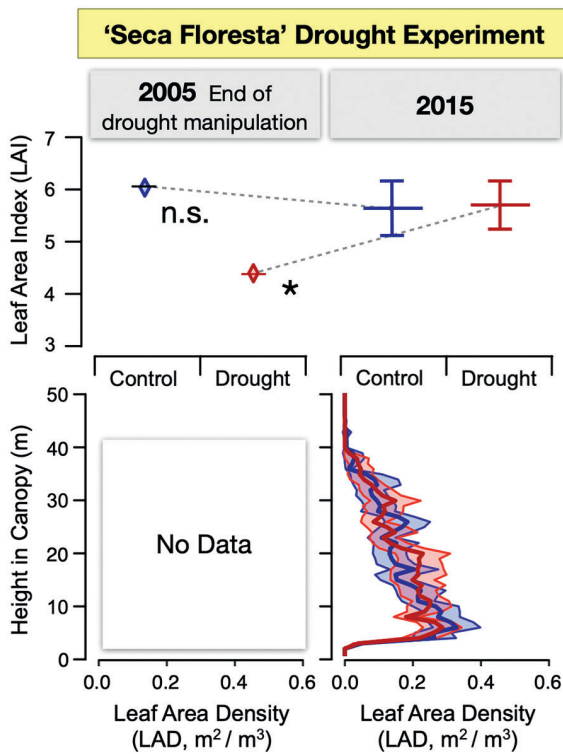 ‘Seca Floresta’ Drought Experiment
2005 End of
drought manipulation
2015
Leaf Area Index (LAI)
7
6
5
4
3
n.s.
*
Control
Drought
Control
Drought
Height in Canopy (m)
50
40
30
20
10
0
No Data
0.0
0.2
0.4
0.6
0.0
0.2
0.4
0.6
Leaf Area Density
(LAD, m² / m³)
Leaf Area Density
(LAD, m² / m³)